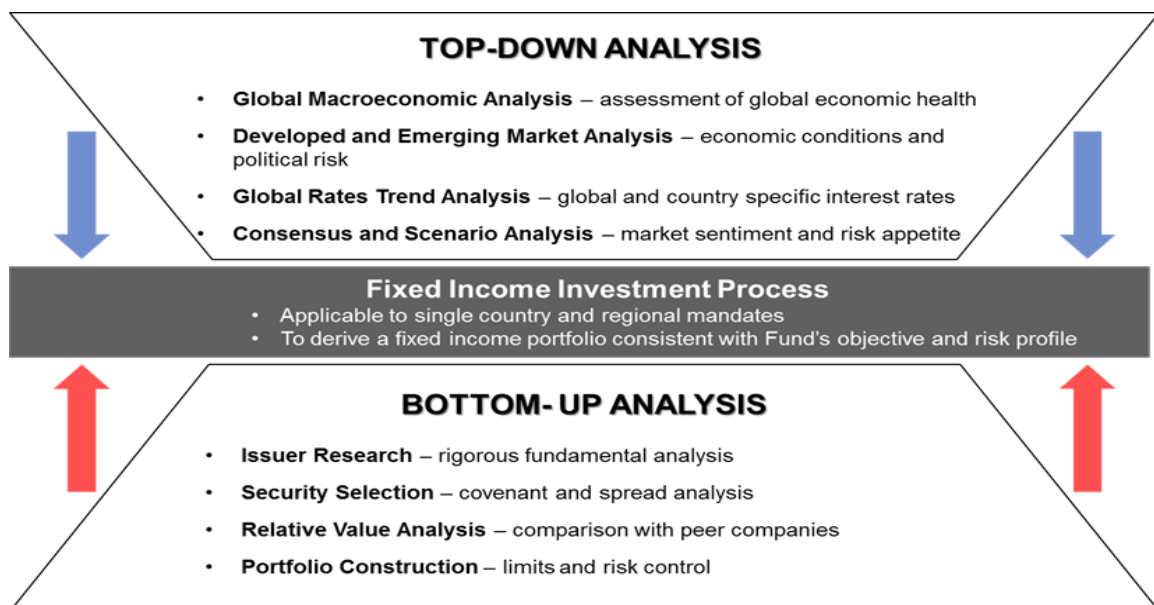 TOP-DOWN ANALYSIS
• Global Macroeconomic Analysis – assessment of global economic health
• Developed and Emerging Market Analysis – economic conditions and
political risk
• Global Rates Trend Analysis – global and country specific interest rates
• Consensus and Scenario Analysis – market sentiment and risk appetite
Fixed Income Investment Process
• Applicable to single country and regional mandates
• To derive a fixed income portfolio consistent with Fund's objective and risk profile
BOTTOM- UP ANALYSIS
• Issuer Research – rigorous fundamental analysis
• Security Selection – covenant and spread analysis
• Relative Value Analysis – comparison with peer companies
• Portfolio Construction – limits and risk control